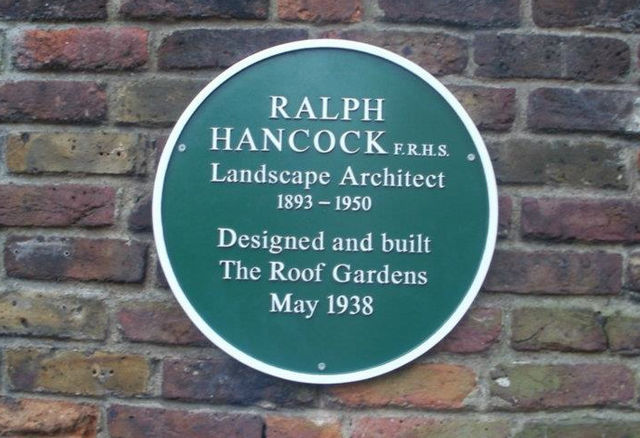 RALPH
HANCOCK F.R.H.S.
Landscape Architect
1893 – 1950
Designed and built
The Roof Gardens
May 1938